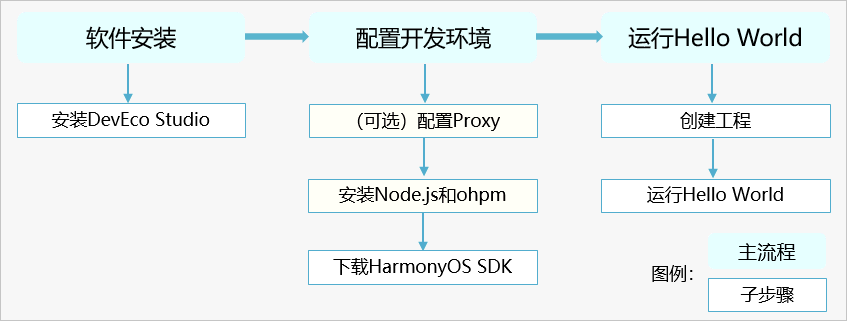 软件安装
配置开发环境
运行Hello World
安装DevEco Studio
（可选）配置Proxy
创建工程
安装Node.js和ohpm
运行Hello World
下载HarmonyOS SDK
图例：
主流程
子步骤